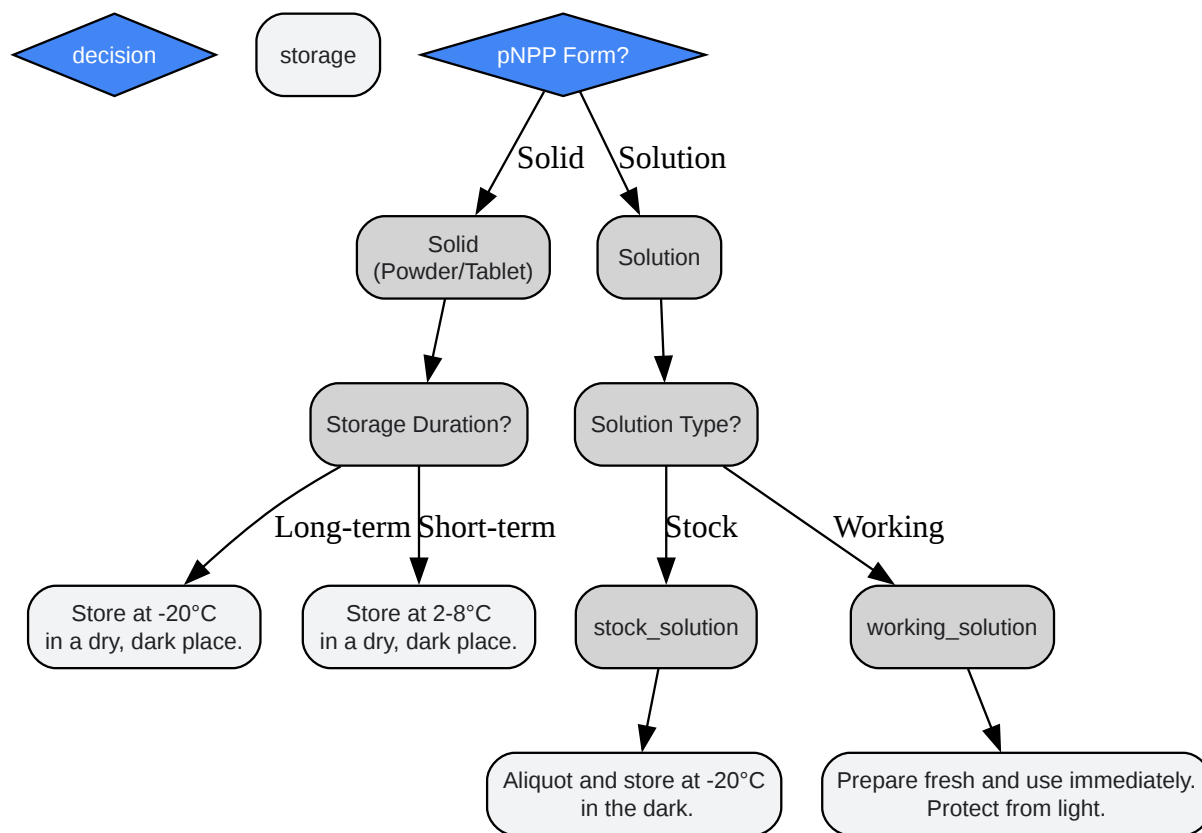 decision
storage
pNPP Form?
Solid
Solution
Solid
(Powder/Tablet)
Solution
Storage Duration?
Solution Type?
Long-term
Short-term
Stock
Working
Store at -20°C
in a dry, dark place.
Store at 2-8°C
in a dry, dark place.
stock_solution
working_solution
Aliquot and store at -20°C
in the dark.
Prepare fresh and use immediately.
Protect from light.